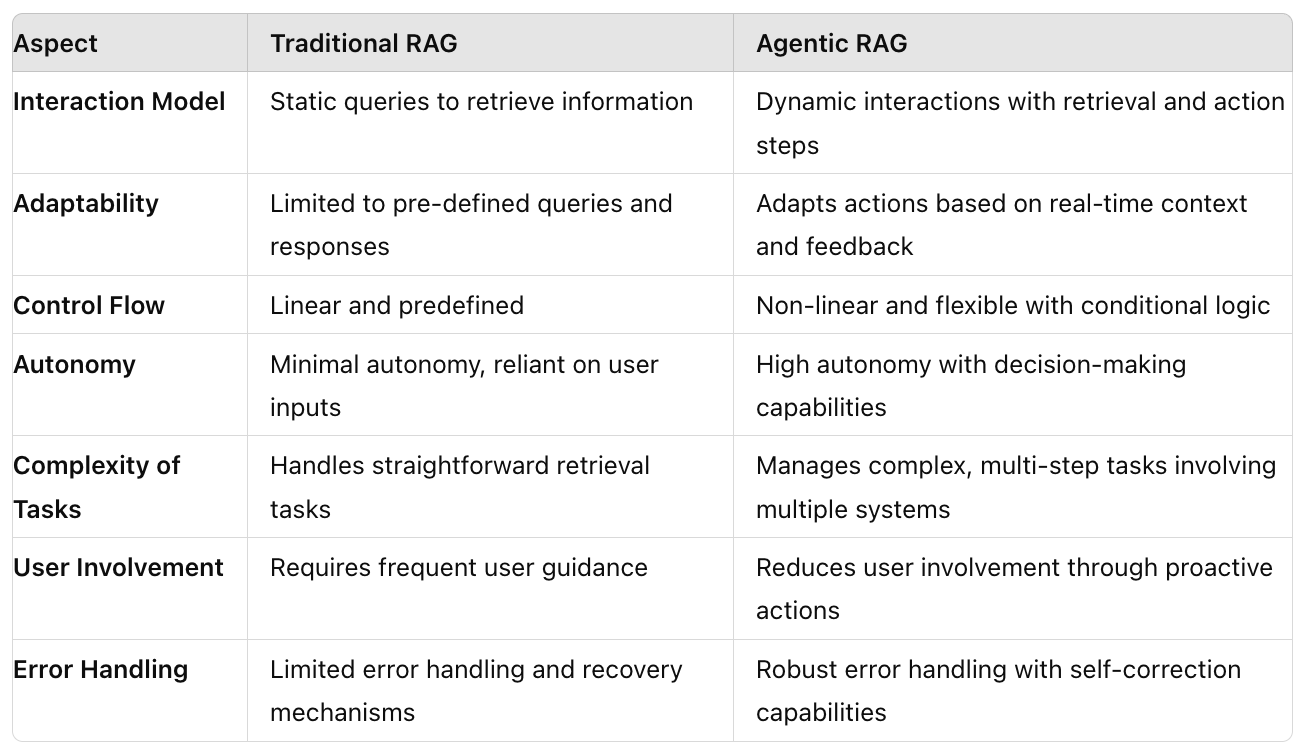 Aspect Traditional RAG Agentic RAG
Interaction Model Static queries to retrieve information Dynamic interactions with retrieval and action
steps
Adaptability Limited to pre-defined queries and Adapts actions based on real-time context
responses and feedback
Control Flow Linear and predefined Non-linear and flexible with conditional logic
Autonomy Minimal autonomy, reliant on user High autonomy with decision-making
inputs capabilities
Complexity of Handles straightforward retrieval Manages complex, multi-step tasks involving
Tasks tasks multiple systems
User Involvement Requires frequent user guidance Reduces user involvement through proactive
actions
Error Handling Limited error handling and recovery Robust error handling with self-correction
mechanisms capabilities